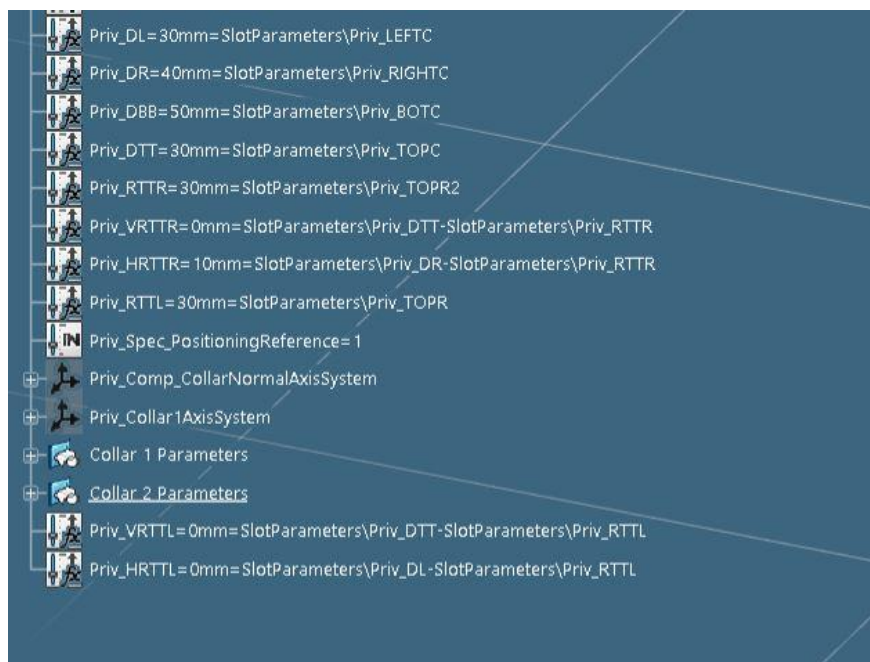 Priv_DL=30mm=SlotParameters\Priv_LEFTC
Priv_DR=40mm=SlotParameters\Priv_RIGHTC
Priv_DBB=50mm=SlotParameters\Priv_BOTC
Priv_DTT=30mm=SlotParameters\Priv_TOPC
Priv_RTTR=30mm=SlotParameters\Priv_TOPR2
Priv_VRTTR=0mm=SlotParameters\Priv_DTT-SlotParameters\Priv_RTTR
Priv_HRTTR=10mm=SlotParameters\Priv_DR-SlotParameters\Priv_RTTR
Priv_RTTL=30mm=SlotParameters\Priv_TOPR
IN Priv_Spec_PositioningReference=1
Priv_Comp_CollarNormalAxisSystem
Priv_Collar1AxisSystem
Collar 1 Parameters
Collar 2 Parameters
Priv_VRTTL=0mm=SlotParameters\Priv_DTT-SlotParameters\Priv_RTTL
Priv_HRTTL=0mm=SlotParameters\Priv_DL-SlotParameters\Priv_RTTL